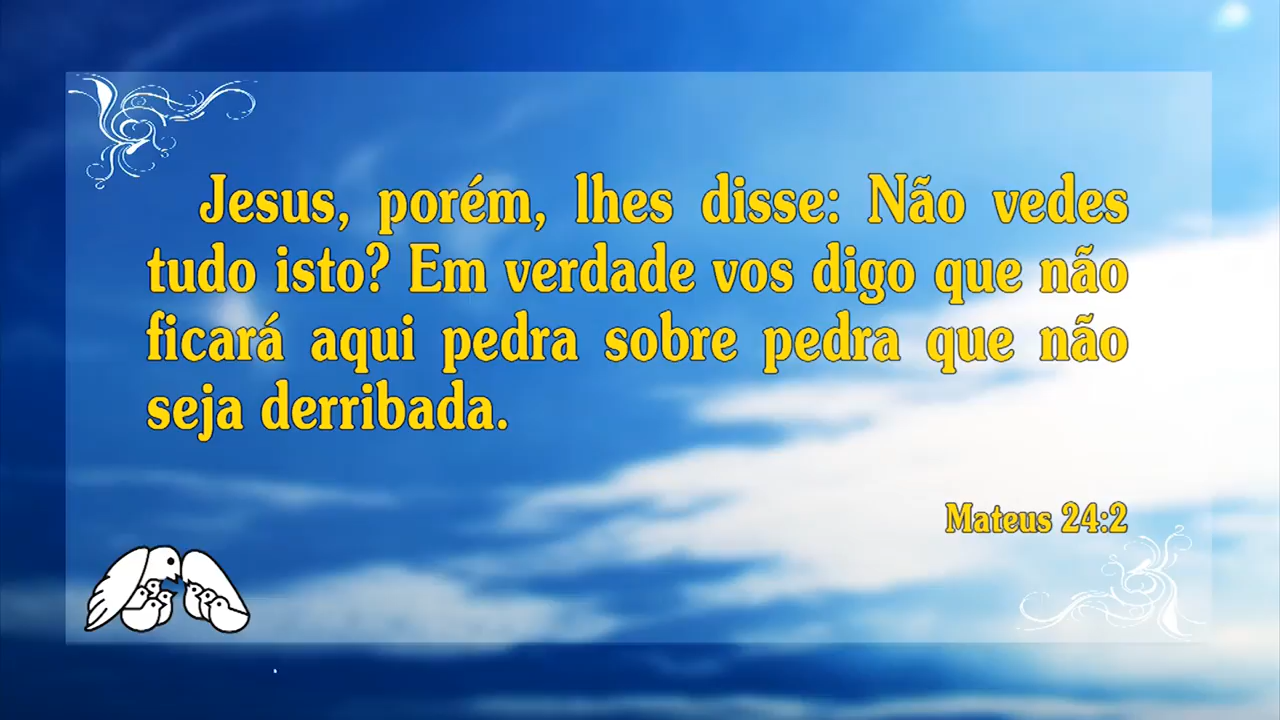 Jesus, porém, lhes disse: Não vedes
tudo isto? Em verdade vos digo que não
ficará aqui pedra sobre pedra que não
seja derribada.
Mateus 24:2